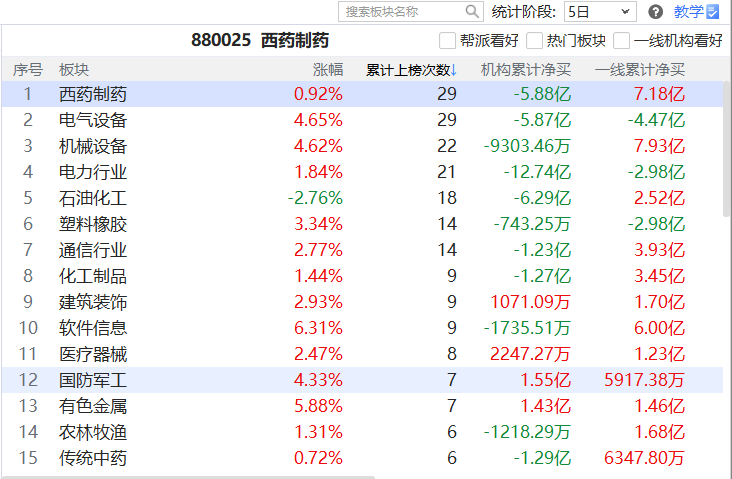 搜索板块名称 统计阶段: 5日 ? 教学
880025 西药制药 帮派看好 热门板块 一线机构看好
序号 板块 涨幅 累计上榜次数↓ 机构累计净买 一线累计净买
1 西药制药 0.92% 29 -5.88亿 7.18亿
2 电气设备 4.65% 29 -5.87亿 -4.47亿
3 机械设备 4.62% 22 -9303.46万 7.93亿
4 电力行业 1.84% 21 -12.74亿 -2.98亿
5 石油化工 -2.76% 18 -6.29亿 2.52亿
6 塑料橡胶 3.34% 14 -743.25万 -2.98亿
7 通信行业 2.77% 14 -1.23亿 3.93亿
8 化工制品 1.44% 9 -1.27亿 3.45亿
9 建筑装饰 2.93% 9 1071.09万 1.70亿
10 软件信息 6.31% 9 -1735.51万 6.00亿
11 医疗器械 2.47% 8 2247.27万 1.23亿
12 国防军工 4.33% 7 1.55亿 5917.38万
13 有色金属 5.88% 7 1.43亿 1.46亿
14 农林牧渔 1.31% 6 -1218.29万 1.68亿
15 传统中药 0.72% 6 -1.29亿 6347.80万